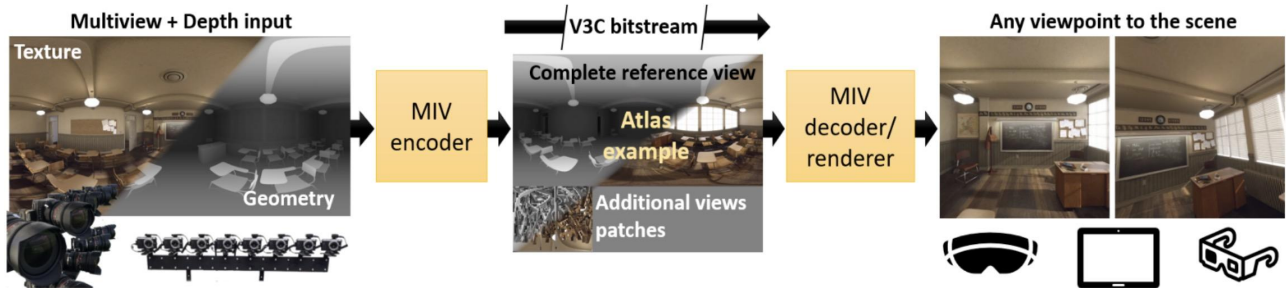 Multiview + Depth input
Texture
Geometry
MIV
encoder
V3C bitstream
Complete reference view
Atlas
example
Additional views
patches
MIV
decoder/
renderer
Any viewpoint to the scene